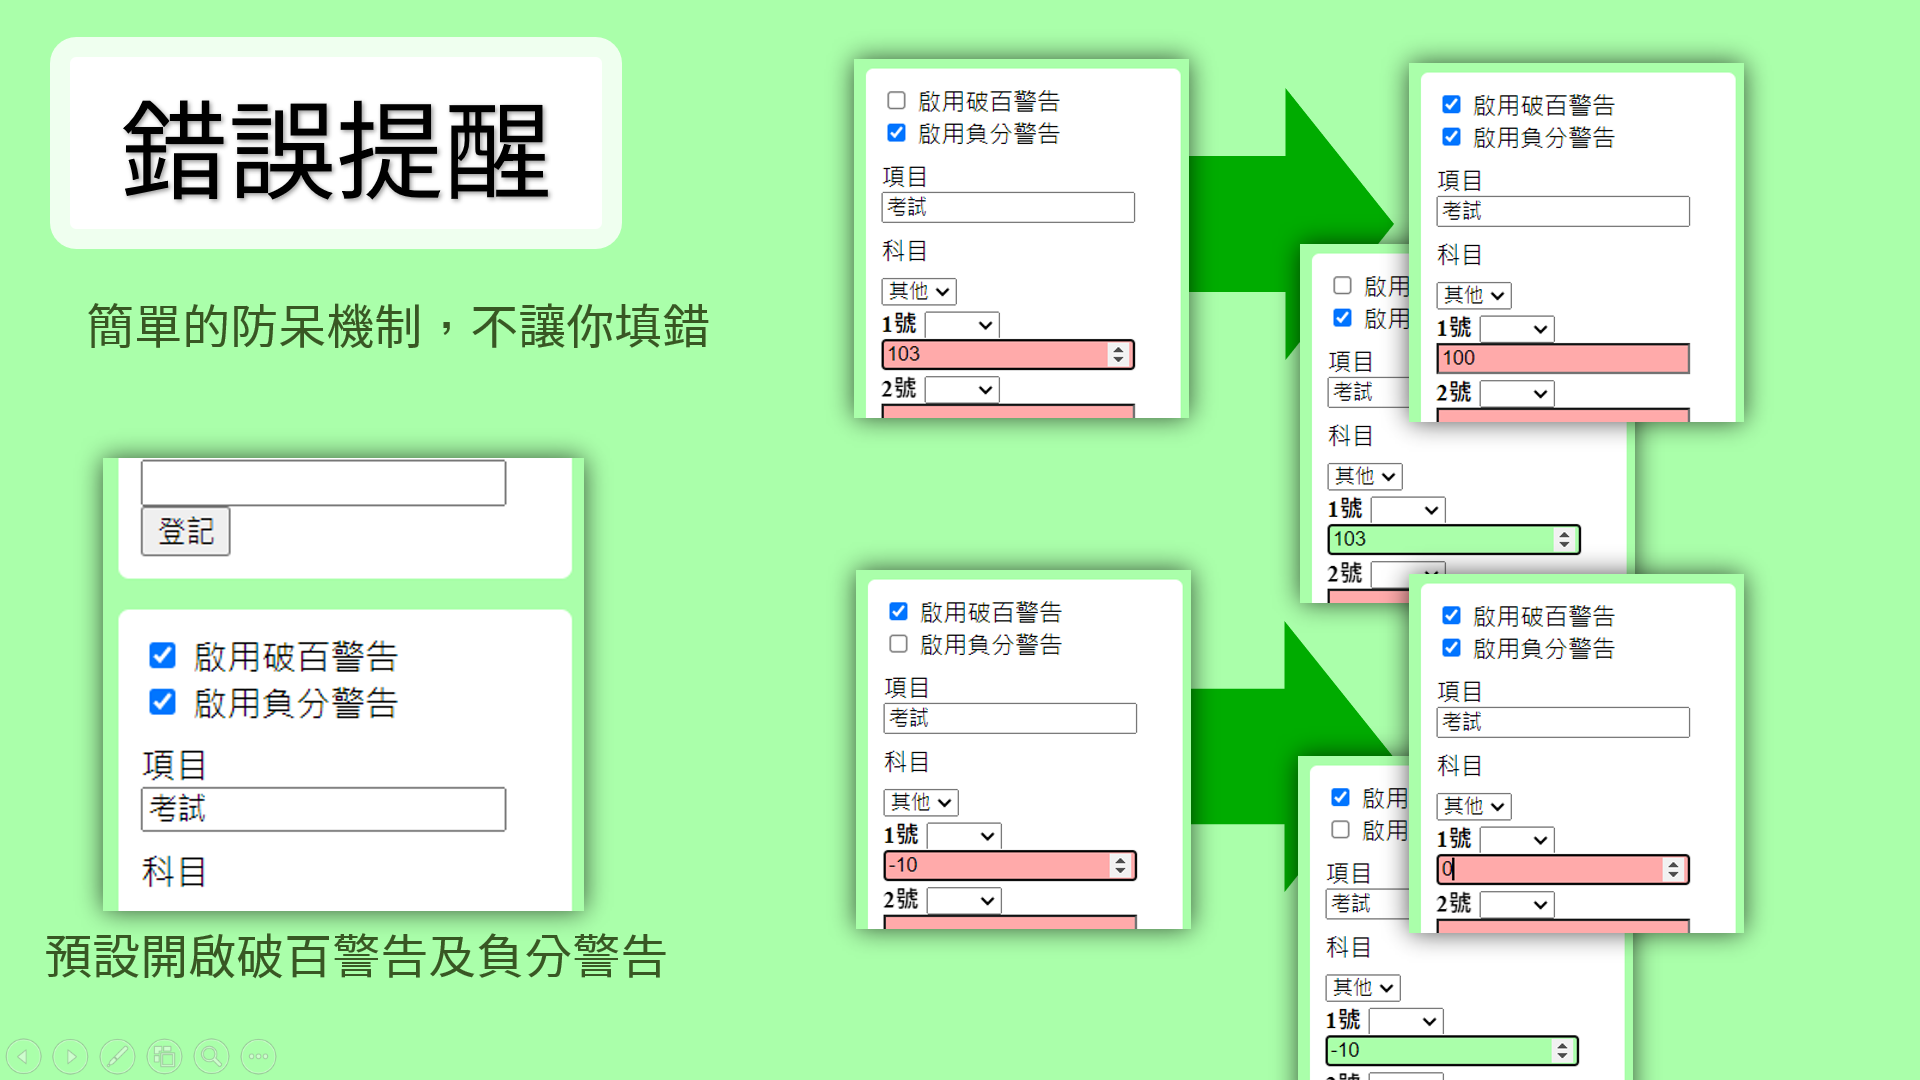 錯誤提醒
簡單的防呆機制，不讓你填錯
登記
啟用破百警告
啟用負分警告
項目
考試
科目
預設開啟破百警告及負分警告
啟用破百警告
啟用負分警告
項目
考試
科目
其他
1號
103
2號
啟用
啟用
項目
考試
科目
其他
1號
103
2號
啟用破百警告
啟用負分警告
項目
考試
科目
其他
1號
100
2號
啟用破百警告
啟用負分警告
項目
考試
科目
其他
1號
-10
2號
啟用
啟用
項目
考試
科目
其他
1號
-10
2號
啟用破百警告
啟用負分警告
項目
考試
科目
其他
1號
0
2號